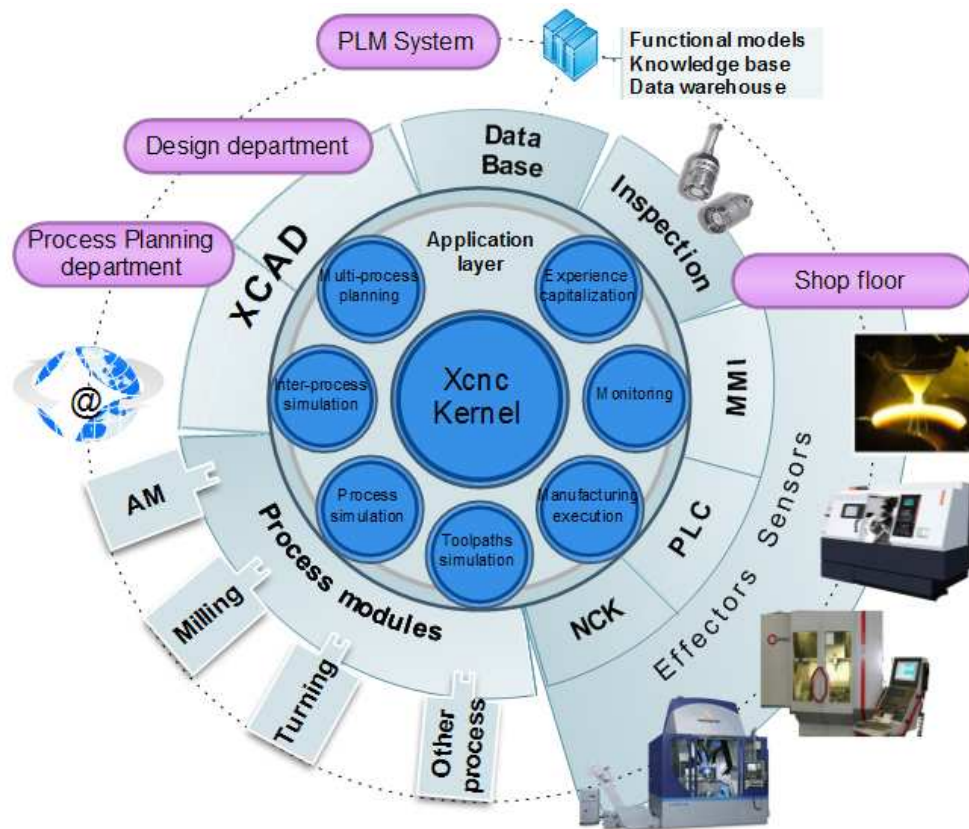 PLM System
Functional models
Knowledge base
Data warehouse
Design department
Data
Base
Inspection
Process Planning
department
XCAD
Application
layer
Shop floor
Multi-process
planning
Experience
capitalization
@
Xcnc
Kernel
Inter-process
simulation
Monitoring
MMI
AM
Process
simulation
Manufacturing
execution
PLC
Toolpaths
simulation
Process modules
NCK
Effectors Sensors
Milling
Turning
Other
process